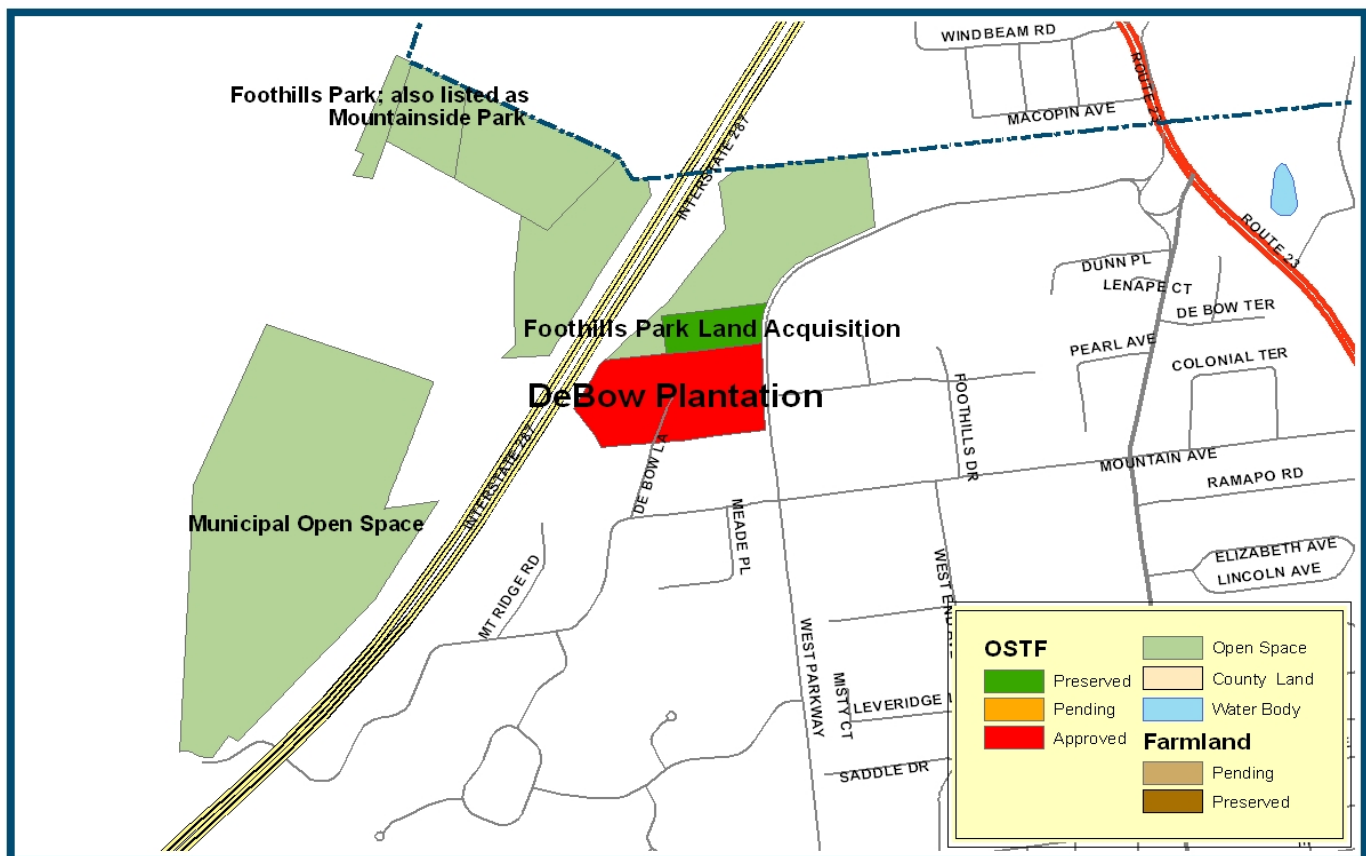 WINDBEAM RD
ROUTE 23
Foothills Park; also listed as
Mountainside Park
MACOPIN AVE
INTERSTATE 287
ROUTE 23
DUNN PL
LENAPE CT
DE BOW TER
Foothills Park Land Acquisition
PEARL AVE
COLONIAL TER
DeBow Plantation
FOOTHILLS DR
INTERSTATE 287
DE BOW LA
MOUNTAIN AVE
RAMAPO RD
Municipal Open Space
MEADE PL
MT RIDGE RD
WEST END AVE
ELIZABETH AVE
LINCOLN AVE
WEST PARKWAY
MISTY CT
LEVERIDGE
SADDLE DR
OSTF
Preserved
Pending
Approved
Open Space
County Land
Water Body
Farmland
Pending
Preserved